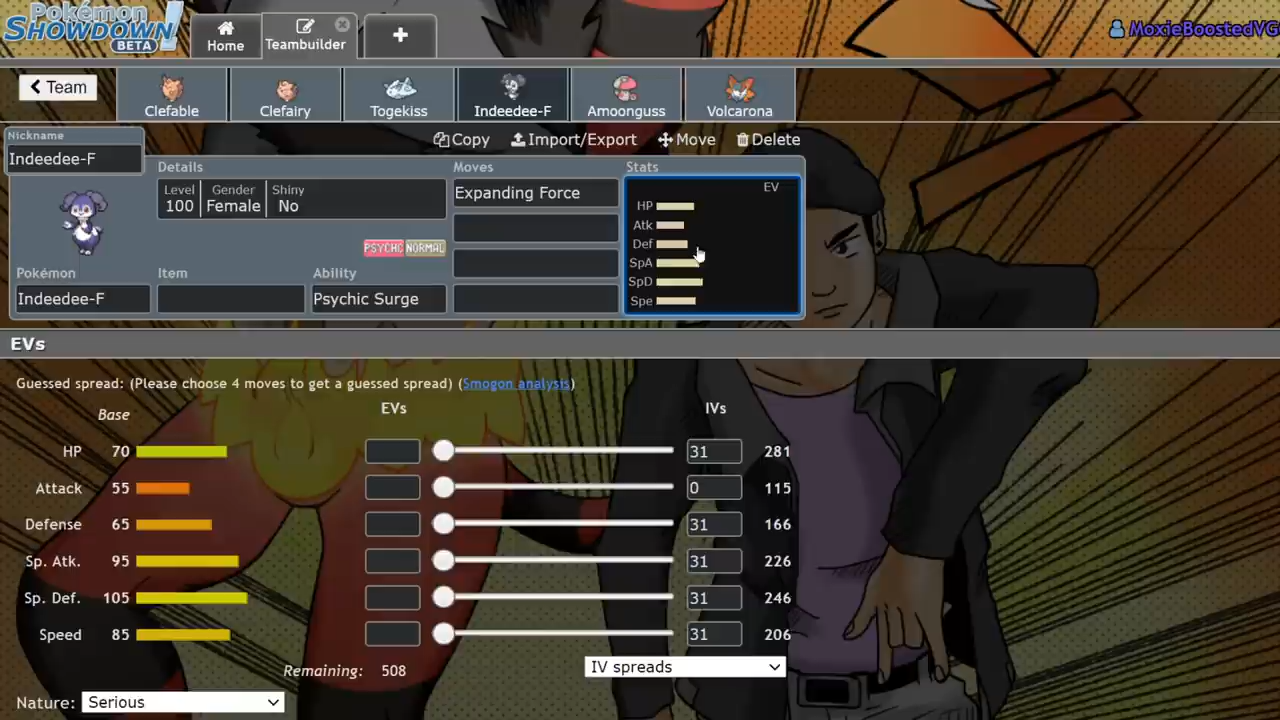 Pokémon
SHOWDOWN!
BETA
Home
Teambuilder
+
MoxieBoostedVG
Team
Clefable
Clefairy
Togekiss
Indeedee-F
Amoonguss
Volcarona
Nickname
Indeedee-F
Copy
Import/Export
Move
Delete
Details
Moves
Stats
Level
100
Gender
Female
Shiny
No
PSYCHC NORMAL
Expanding Force
EV
HP
Atk
Def
SpA
SpD
Spe
Pokémon
Item
Ability
Indeedee-F
Psychic Surge
EVs
Guessed spread: (Please choose 4 moves to get a guessed spread) (Smogon analysis)
Base
EVs
IVs
HP 70 31 281
Attack 55 0 115
Defense 65 31 166
Sp. Atk. 95 31 226
Sp. Def. 105 31 246
Speed 85 31 206
Remaining: 508
IV spreads
Nature: Serious